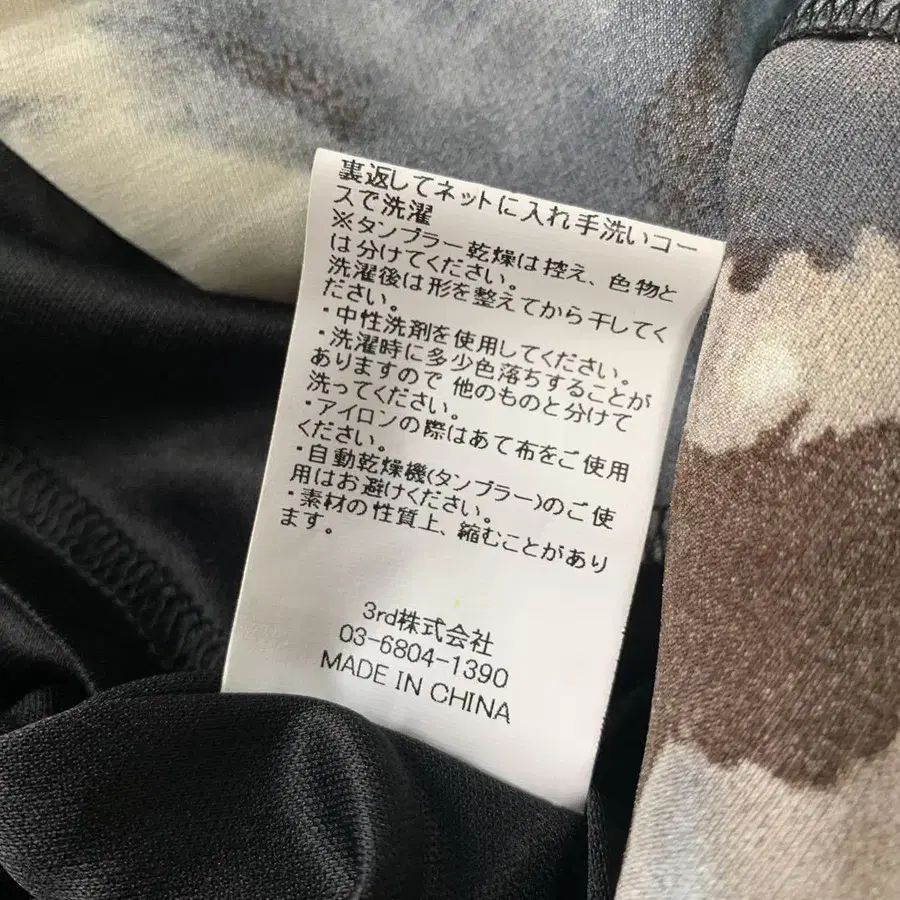 裏返してネットに入れ手洗いコー
スで洗濯
※タンブラー乾燥は控え、色物と
は分けてください。
洗濯後は形を整えてから干してく
ださい。
・中性洗剤を使用してください。
・洗濯時に多少色落ちすることが
ありますので 他のものと分けて
洗ってください。
・アイロンの際はあて布をご使用
ください。
・自動乾燥機(タンブラー)のご使
用はお避けください。
・素材の性質上、縮むことがあり
ます。
3rd株式会社
03-6804-1390
MADE IN CHINA